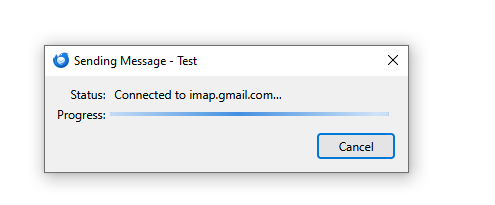 Sending Message - Test
Status: Connected to imap.gmail.com...
Progress:
Cancel